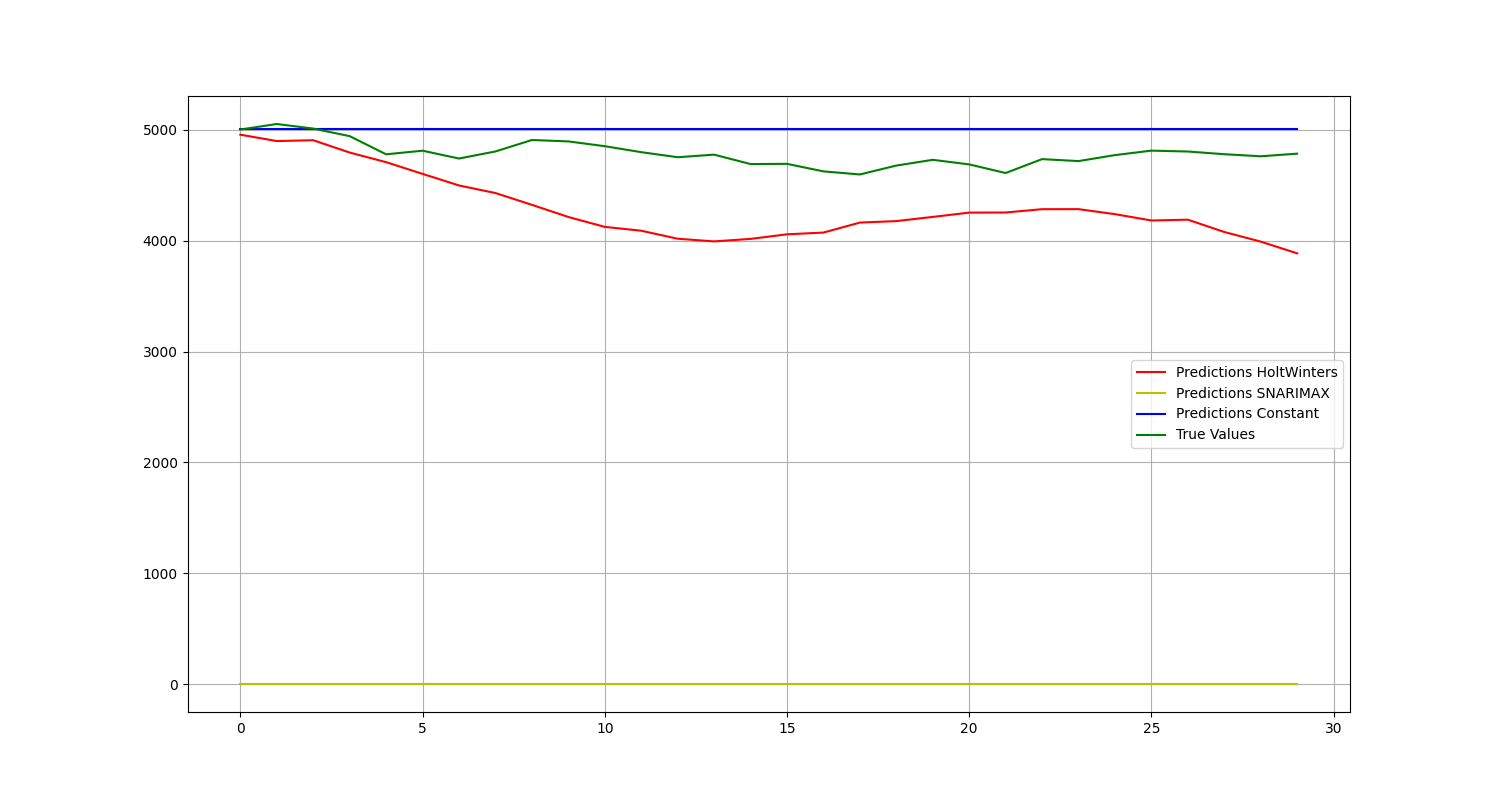 5000
4000
3000
2000
1000
0
0 5 10 15 20 25 30
Predictions HoltWinters
Predictions SNARIMAX
Predictions Constant
True Values